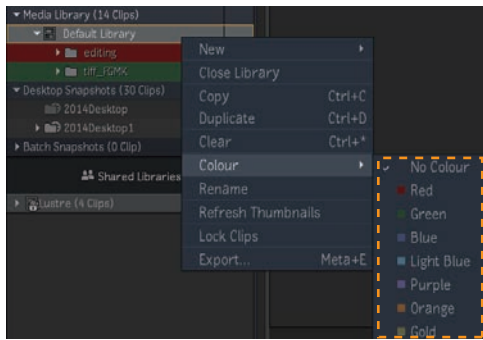 Media Library (14 Clips)
Default Library
editing
tiff_FGMK
Desktop Snapshots (30 Clips)
2014Desktop
2014Desktop1
Batch Snapshots (0 Clip)
Shared Libraries
Lustre (4 Clips)
New
Close Library
Copy Ctrl+C
Duplicate Ctrl+D
Clear Ctrl+*
Colour
Rename
Refresh Thumbnails
Lock Clips
Export... Meta+E
No Colour
Red
Green
Blue
Light Blue
Purple
Orange
Gold